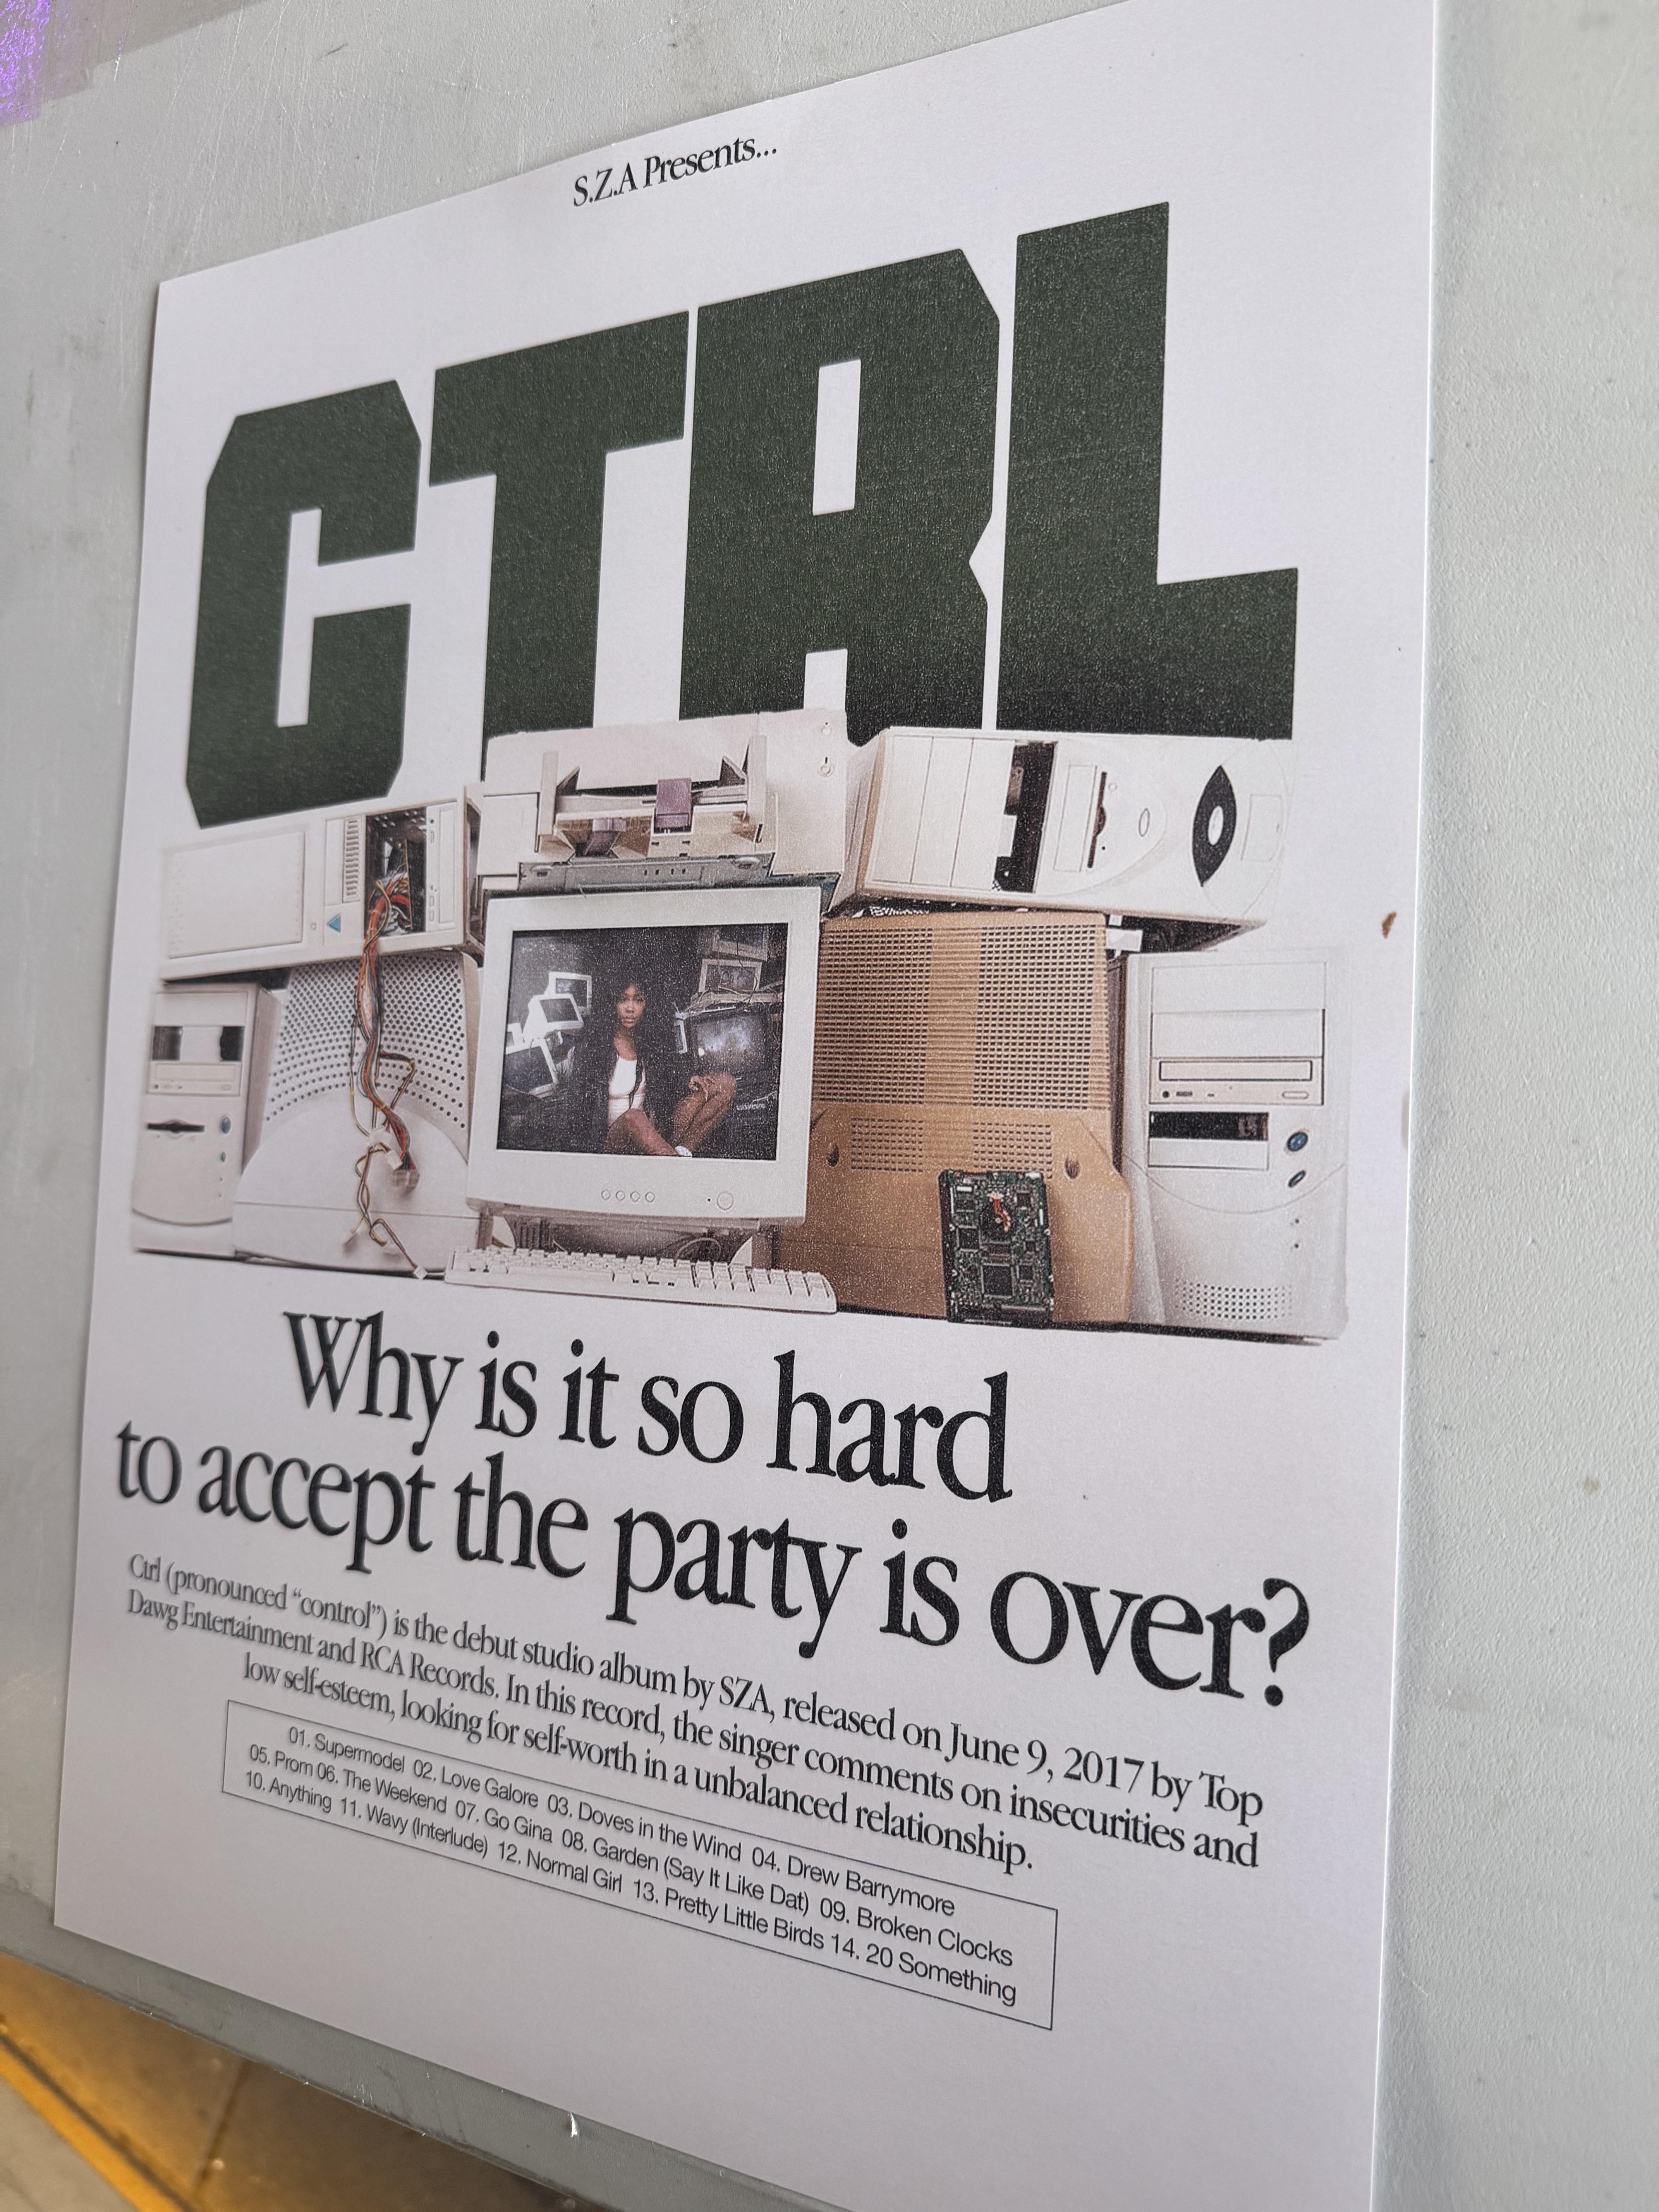 S.Z.A Presents...
CTRL
Why is it so hard
to accept the party is over?
Ctrl (pronounced “control”) is the debut studio album by SZA, released on June 9, 2017 by Top
Dawg Entertainment and RCA Records. In this record, the singer comments on insecurities and
low self-esteem, looking for self-worth in a unbalanced relationship.
01. Supermodel 02. Love Galore 03. Doves in the Wind 04. Drew Barrymore
05. Prom 06. The Weekend 07. Go Gina 08. Garden (Say It Like Dat) 09. Broken Clocks
10. Anything 11. Wavy (Interlude) 12. Normal Girl 13. Pretty Little Birds 14. 20 Something